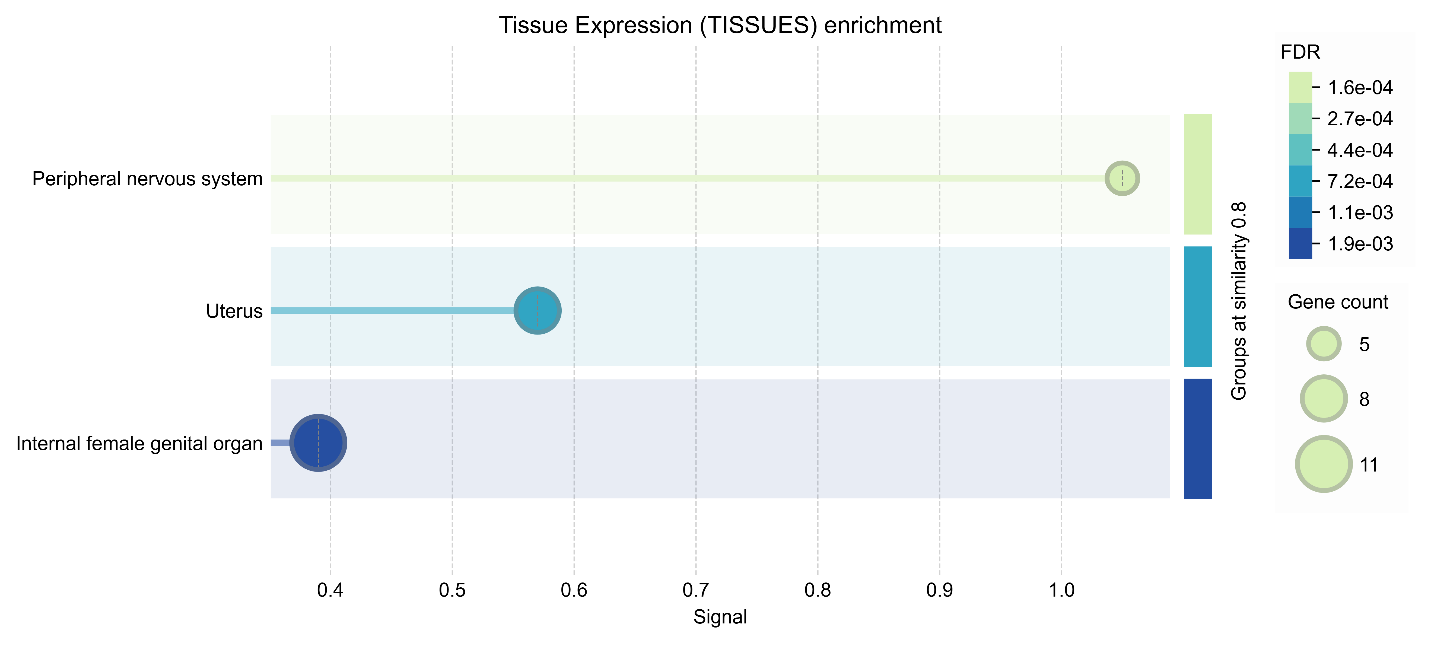 Tissue Expression (TISSUES) enrichment
Peripheral nervous system
Uterus
Internal female genital organ
0.4 0.5 0.6 0.7 0.8 0.9 1.0
Signal
Groups at similarity 0.8
FDR
1.6e-04
2.7e-04
4.4e-04
7.2e-04
1.1e-03
1.9e-03
Gene count
5
8
11